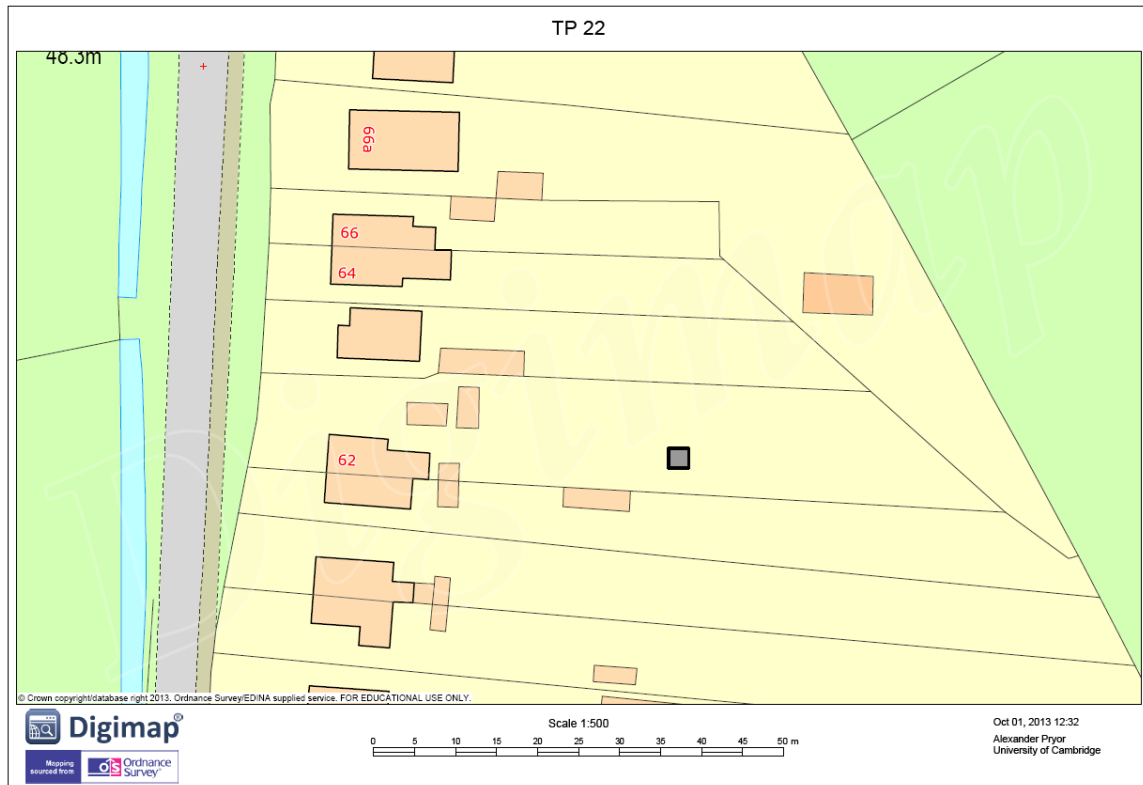 TP 22
48.3m
66a
66
64
62
Digimap
© Crown copyright/database right 2013. Ordnance Survey/EDINA supplied service. FOR EDUCATIONAL USE ONLY.
Digimap®
Mapping
sourced from
OS Ordnance
Survey®
Scale 1:500
0 5 10 15 20 25 30 35 40 45 50 m
Oct 01, 2013 12:32
Alexander Pryor
University of Cambridge